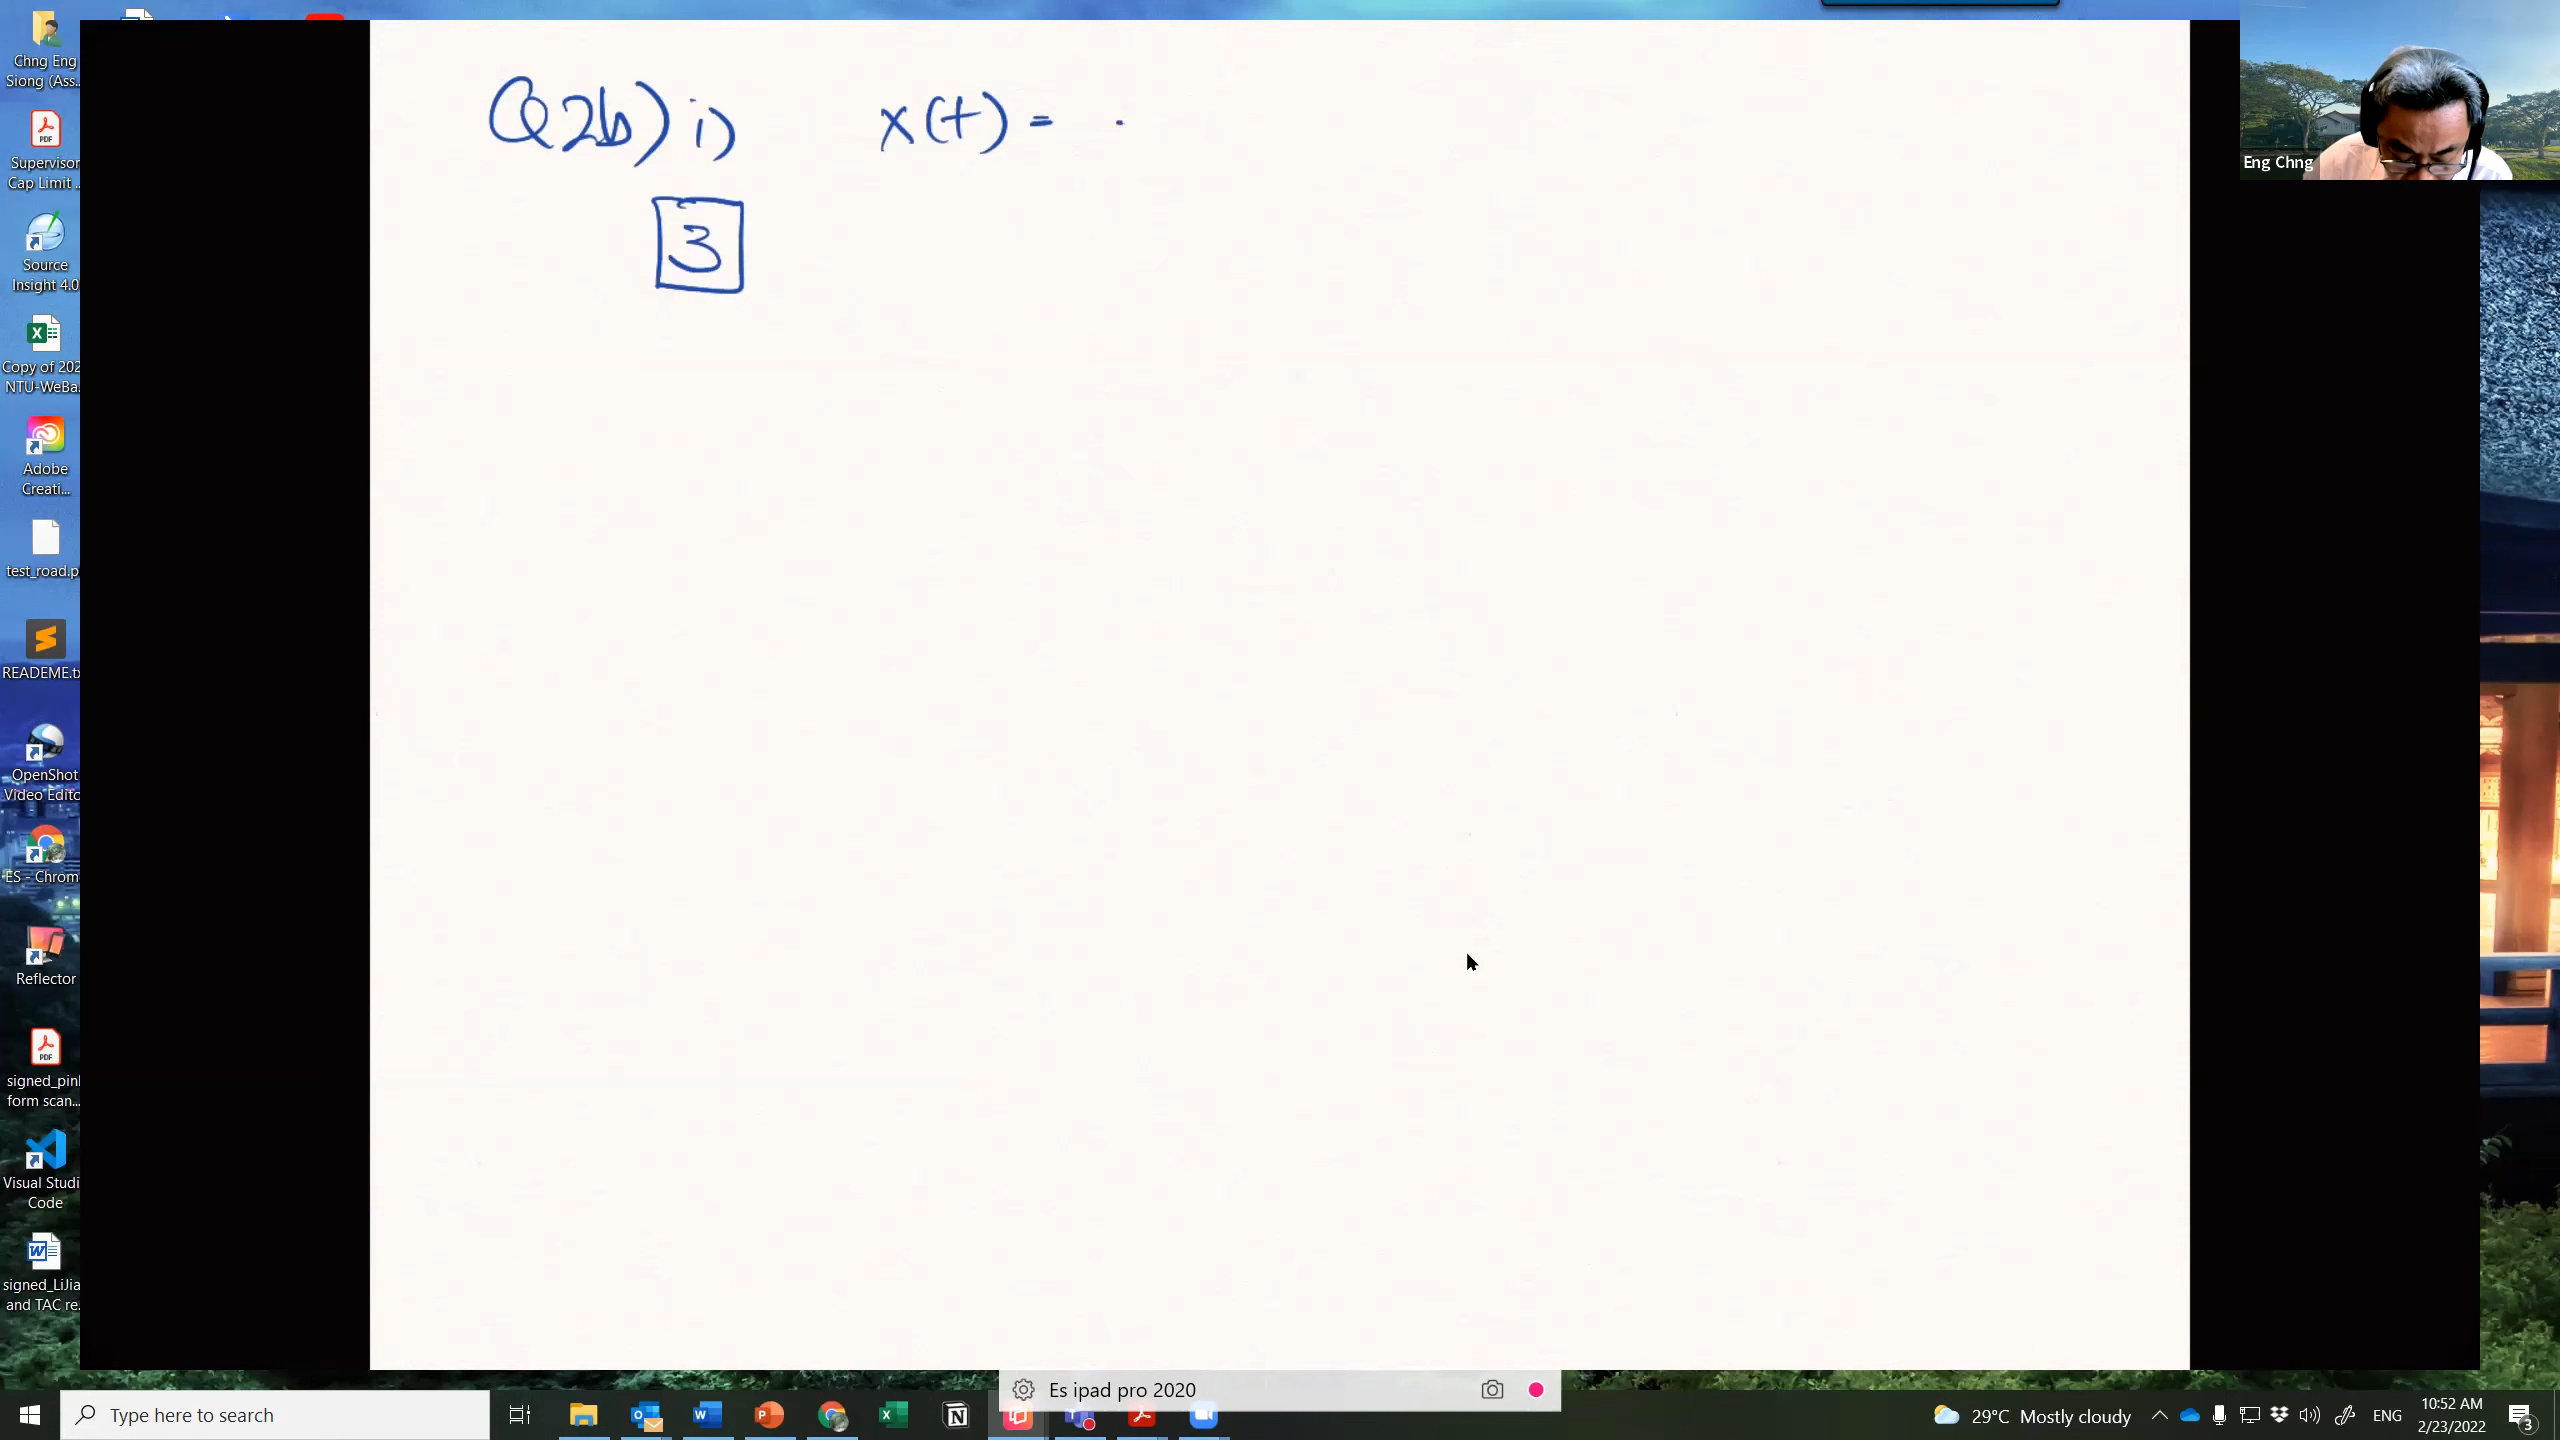 Q2b) i) x(t) = .
3
Eng Chng
Chng Eng
Siong (Ass...
Supervisor
Cap Limit ...
Source
Insight 4.0
Copy of 202
NTU-WeBa.
Adobe
Creati...
test_road.p
READEME.tx
OpenShot
Video Edito
ES - Chrom
Reflector
signed_pinl
form scan...
Visual Studi
Code
signed_LiJia
and TAC re.
Es ipad pro 2020
Type here to search
29°C Mostly cloudy
ENG
10:52 AM
2/23/2022
3